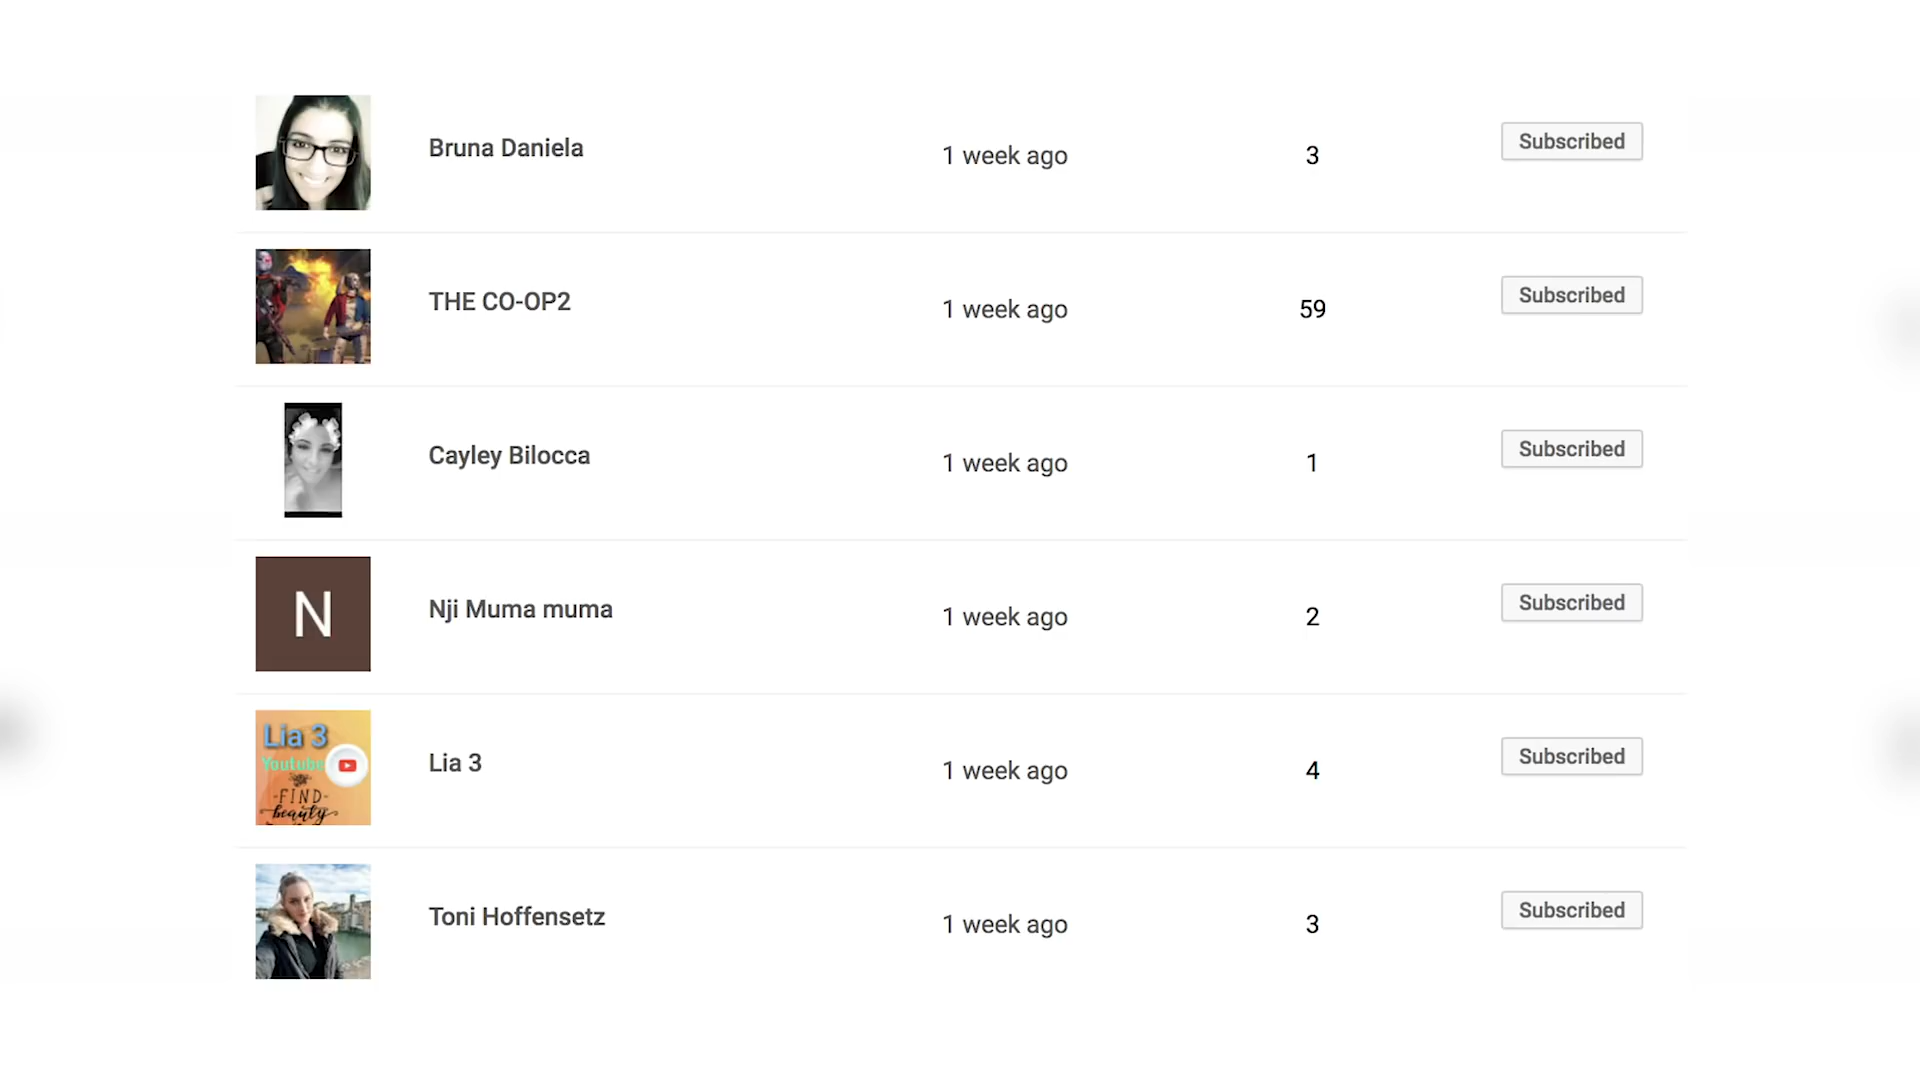 Bruna Daniela
1 week ago
3
Subscribed
THE CO-OP2
1 week ago
59
Subscribed
Cayley Bilocca
1 week ago
1
Subscribed
N
Nji Muma muma
1 week ago
2
Subscribed
Lia 3
Youtube
-FIND-
beauty
Lia 3
1 week ago
4
Subscribed
Toni Hoffensetz
1 week ago
3
Subscribed